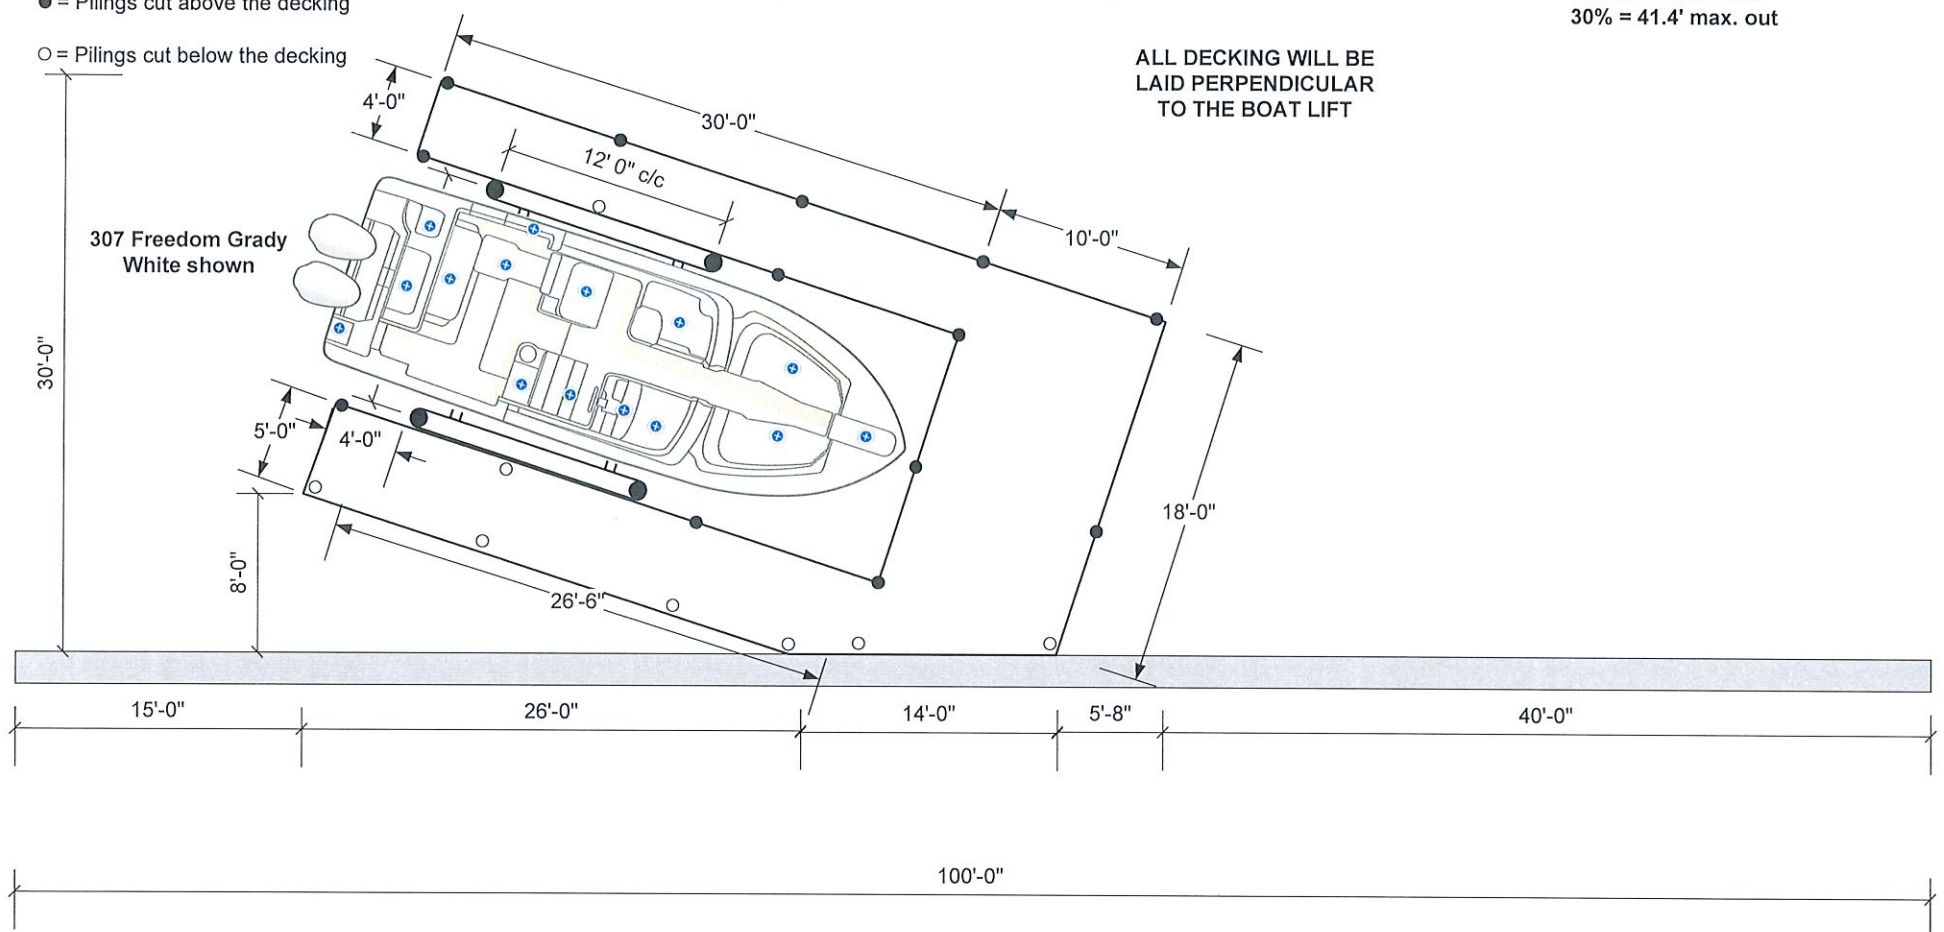 ● = Pilings cut above the decking
○ = Pilings cut below the decking
30% = 41.4' max. out
ALL DECKING WILL BE
LAID PERPENDICULAR
TO THE BOAT LIFT
4'-0"
30'-0"
12' 0" c/c
10'-0"
307 Freedom Grady
White shown
30'-0"
5'-0"
4'-0"
18'-0"
8'-0"
26'-6"
15'-0"
26'-0"
14'-0"
5'-8"
40'-0"
100'-0"